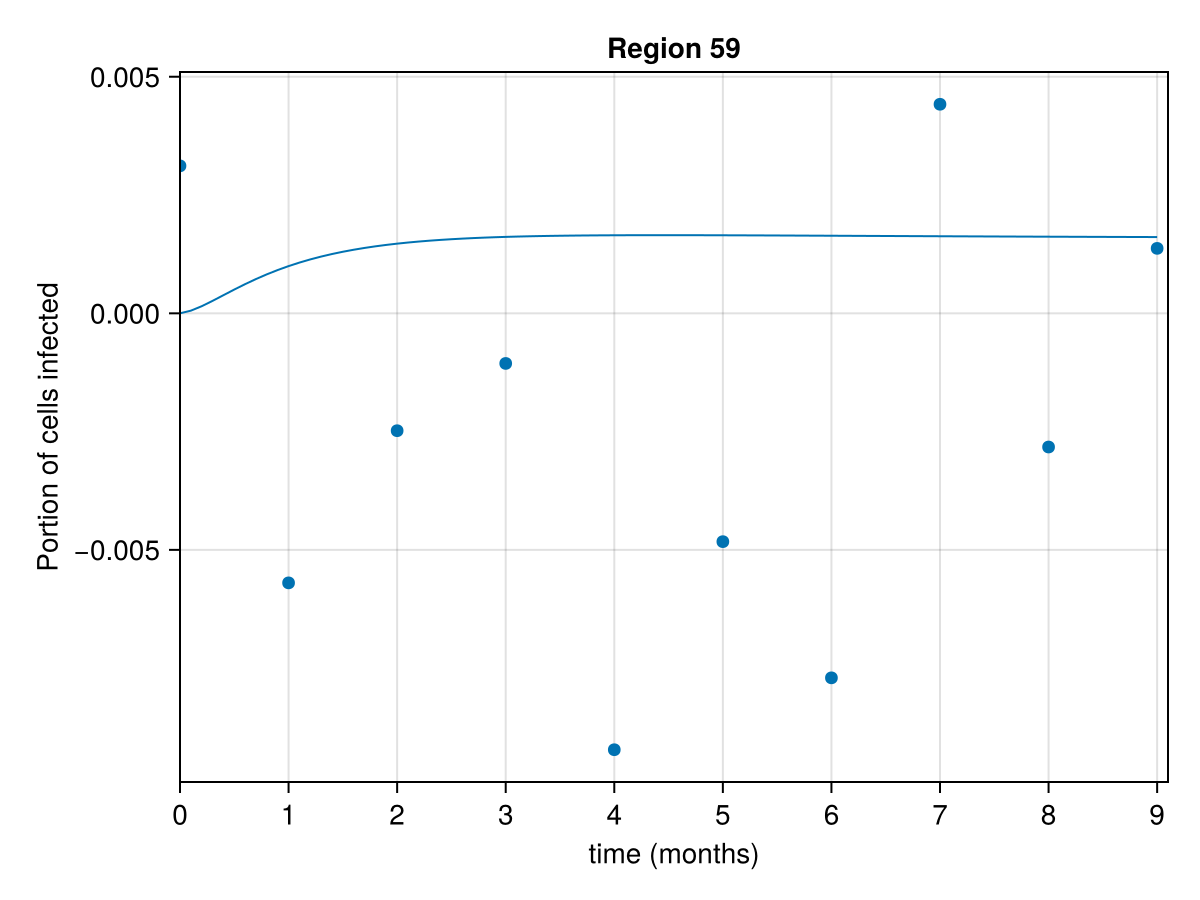 Region 59
0.005
0.000
−0.005
Portion of cells infected
0 1 2 3 4 5 6 7 8 9
time (months)